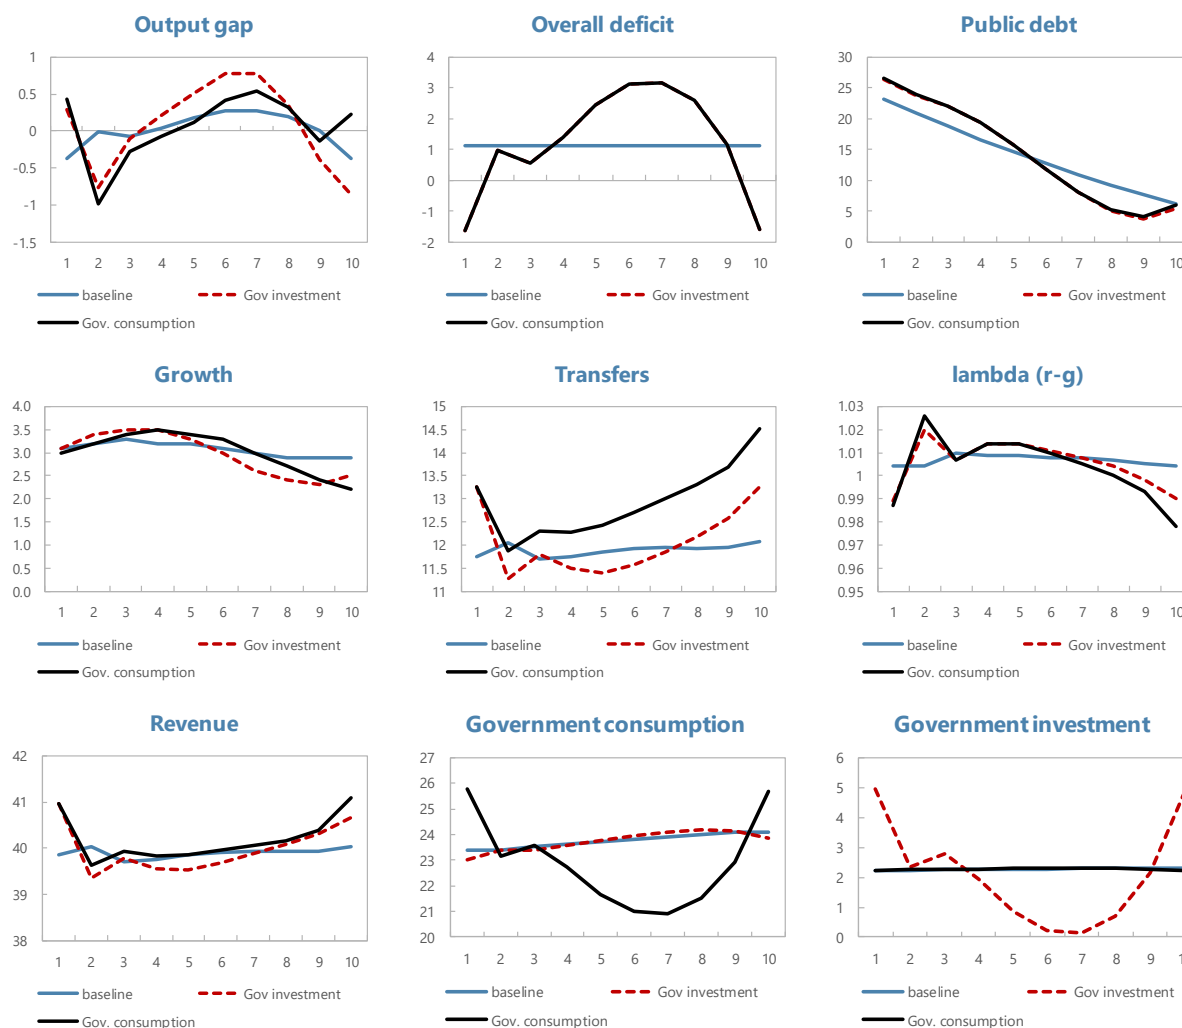 Output gap
1
0.5
0
-0.5
-1
-1.5
1 2 3 4 5 6 7 8 9 10
baseline Gov investment
Gov. consumption
Overall deficit
4
3
2
1
0
-1
-2
1 2 3 4 5 6 7 8 9 10
baseline Gov investment
Gov. consumption
Public debt
30
25
20
15
10
5
0
1 2 3 4 5 6 7 8 9 10
baseline Gov investment
Gov. consumption
Growth
4.0
3.5
3.0
2.5
2.0
1.5
1.0
0.5
0.0
1 2 3 4 5 6 7 8 9 10
baseline Gov investment
Gov. consumption
Transfers
15
14.5
14
13.5
13
12.5
12
11.5
11
1 2 3 4 5 6 7 8 9 10
baseline Gov investment
Gov. consumption
lambda (r-g)
1.03
1.02
1.01
1
0.99
0.98
0.97
0.96
0.95
1 2 3 4 5 6 7 8 9 10
baseline Gov investment
Gov. consumption
Revenue
42
41
40
39
38
1 2 3 4 5 6 7 8 9 10
baseline Gov investment
Gov. consumption
Government consumption
27
26
25
24
23
22
21
20
1 2 3 4 5 6 7 8 9 10
baseline Gov investment
Gov. consumption
Government investment
6
5
4
3
2
1
0
1 2 3 4 5 6 7 8 9 1
baseline Gov investment
Gov. consumption